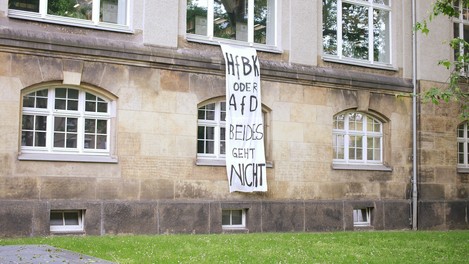 HfBK
ODER
AfD
BEIDES
GEHT
NICHT